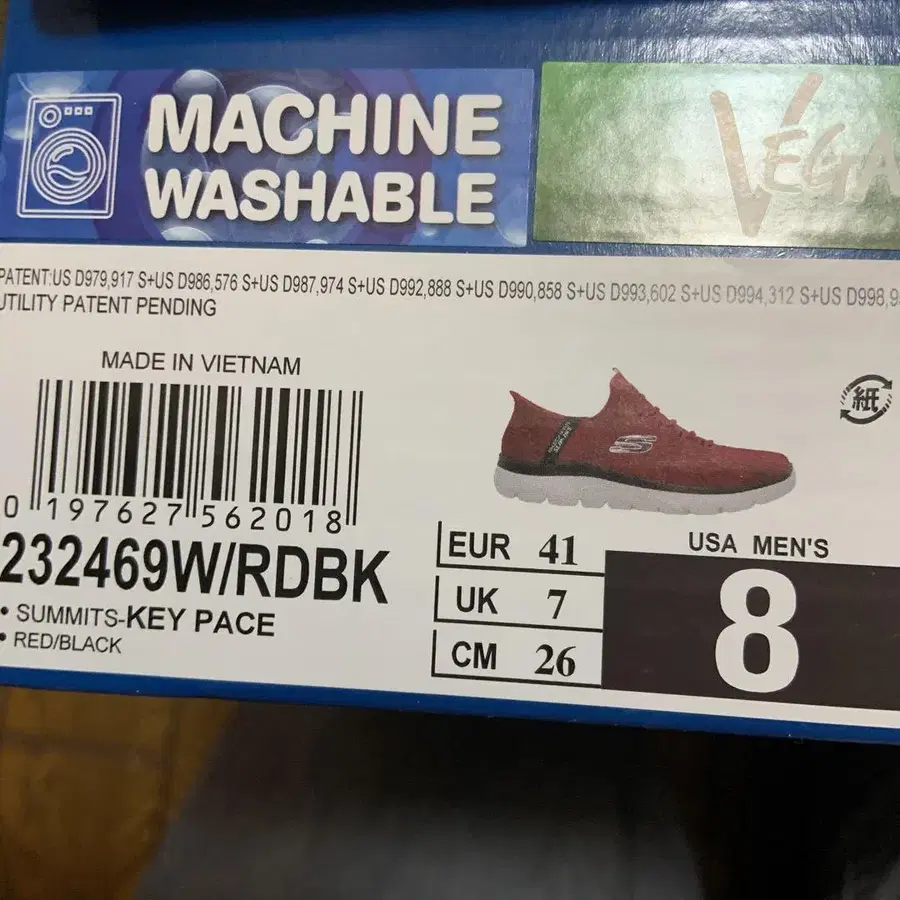 MACHINE
WASHABLE
VEGA
PATENT:US D979,917 S+US D986,576 S+US D987,974 S+US D992,888 S+US D990,858 S+US D993,602 S+US D994,312 S+US D998,9
UTILITY PATENT PENDING
MADE IN VIETNAM
紙
0 197627 562018
232469W/RDBK
• SUMMITS-KEY PACE
• RED/BLACK
EUR 41
UK 7
CM 26
USA MEN'S
8